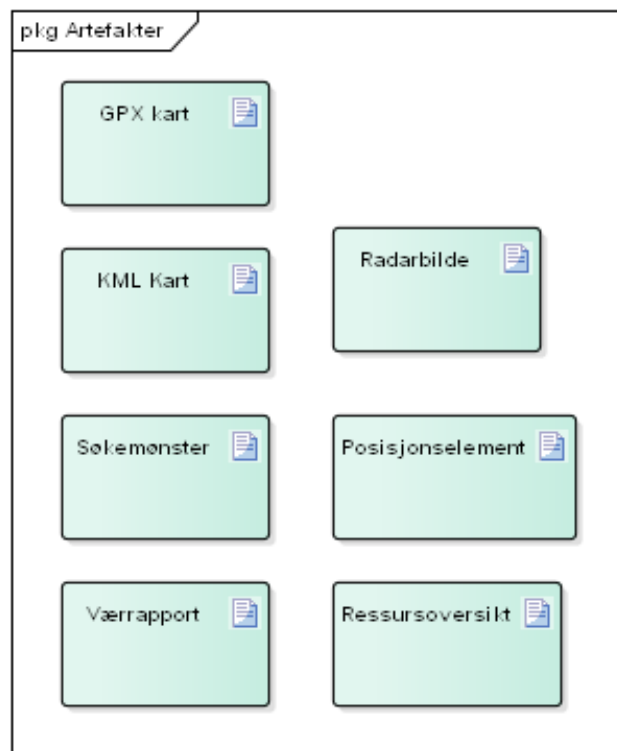 pkg Artefakter
GPX kart
KML Kart
Radarbilde
Søkemønster
Posisjonselement
Værrapport
Ressursoversikt